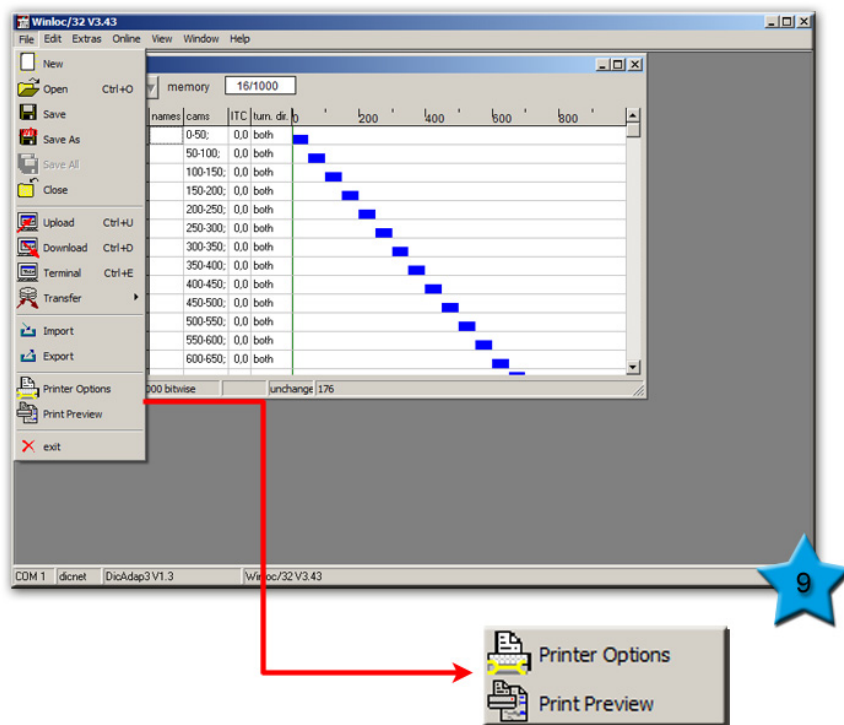 Winloc/32 V3.43
File Edit Extras Online View Window Help
New
Open Ctrl+O
Save
Save As
Save All
Close
Upload Ctrl+U
Download Ctrl+D
Terminal Ctrl+E
Transfer
Import
Export
Printer Options
Print Preview
exit
memory 16/1000
names cams ITC turn. dir. 0 200 400 600 800
0-50; 0,0 both
50-100; 0,0 both
100-150; 0,0 both
150-200; 0,0 both
200-250; 0,0 both
250-300; 0,0 both
300-350; 0,0 both
350-400; 0,0 both
400-450; 0,0 both
450-500; 0,0 both
500-550; 0,0 both
550-600; 0,0 both
600-650; 0,0 both
000 bitwise unchange 176
COM 1 dicnet DicAdap3 V1.3 Winloc/32 V3.43
9
Printer Options
Print Preview